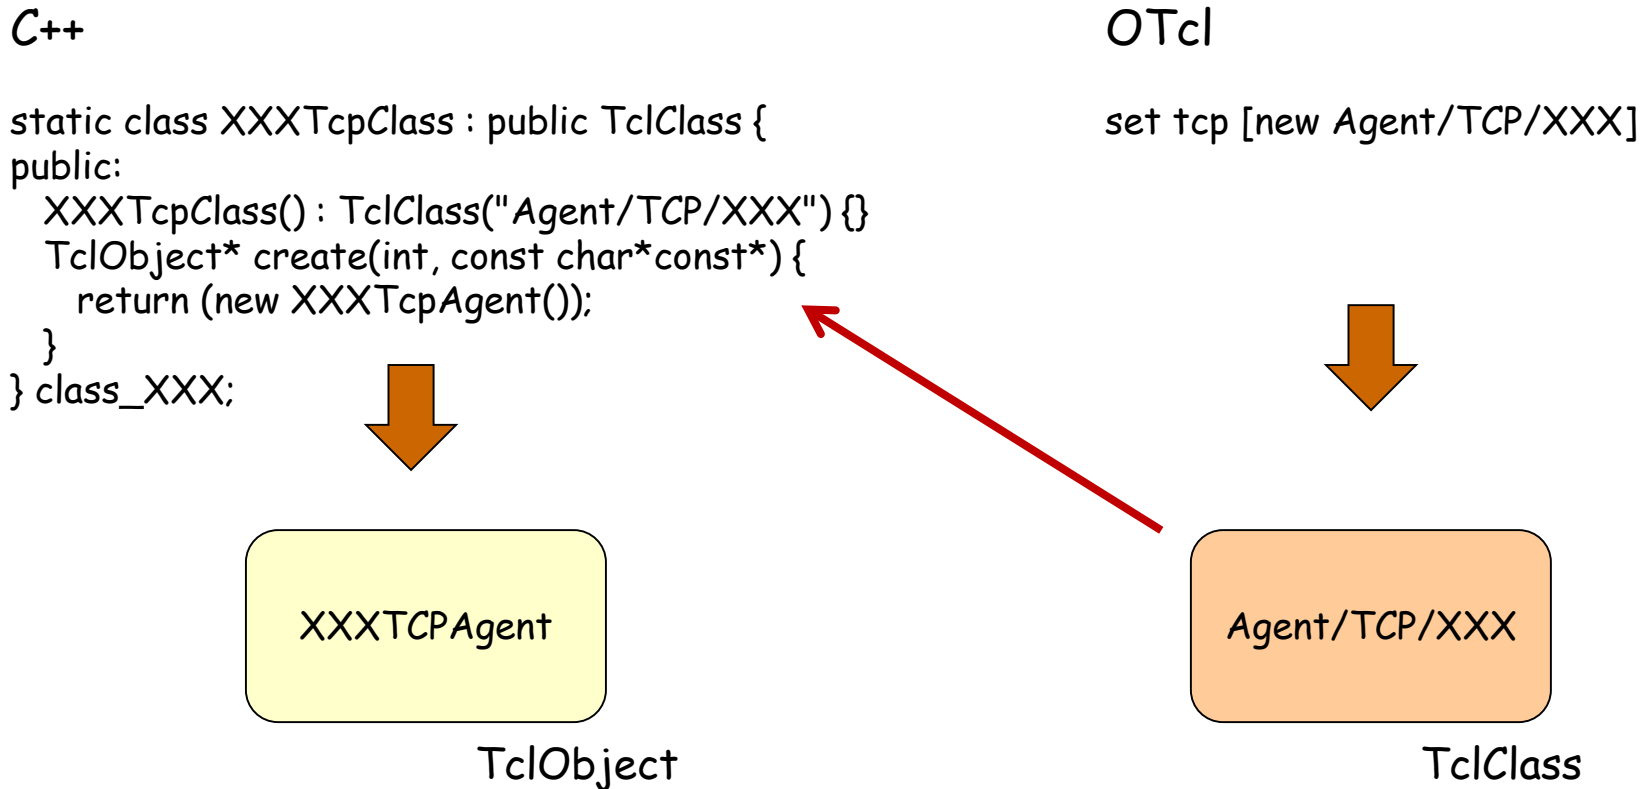 C++
static class XXXTcpClass : public TclClass {
public:
XXXTcpClass() : TclClass("Agent/TCP/XXX") {}
TclObject* create(int, const char*const*) {
return (new XXXTcpAgent());
}
} class_XXX;
XXXTCPAgent
TclObject
OTcl
set tcp [new Agent/TCP/XXX]
Agent/TCP/XXX
TclClass